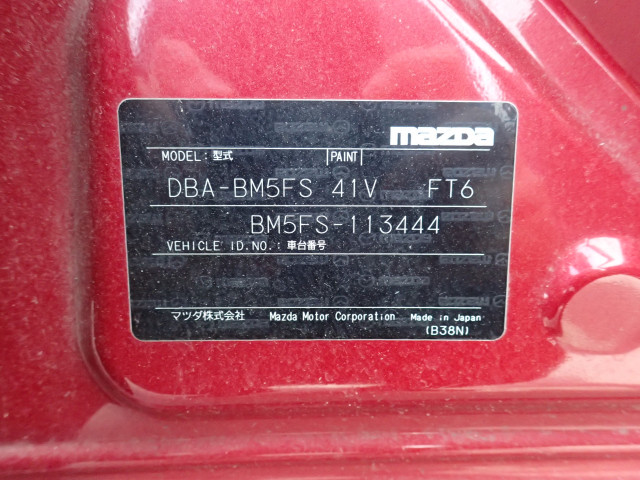 mazda
MODEL: 型式 PAINT
DBA-BM5FS 41V FT6
BM5FS-113444
VEHICLE ID.NO.: 車台番号
マツダ株式会社 Mazda Motor Corporation Made in Japan
(B38N)